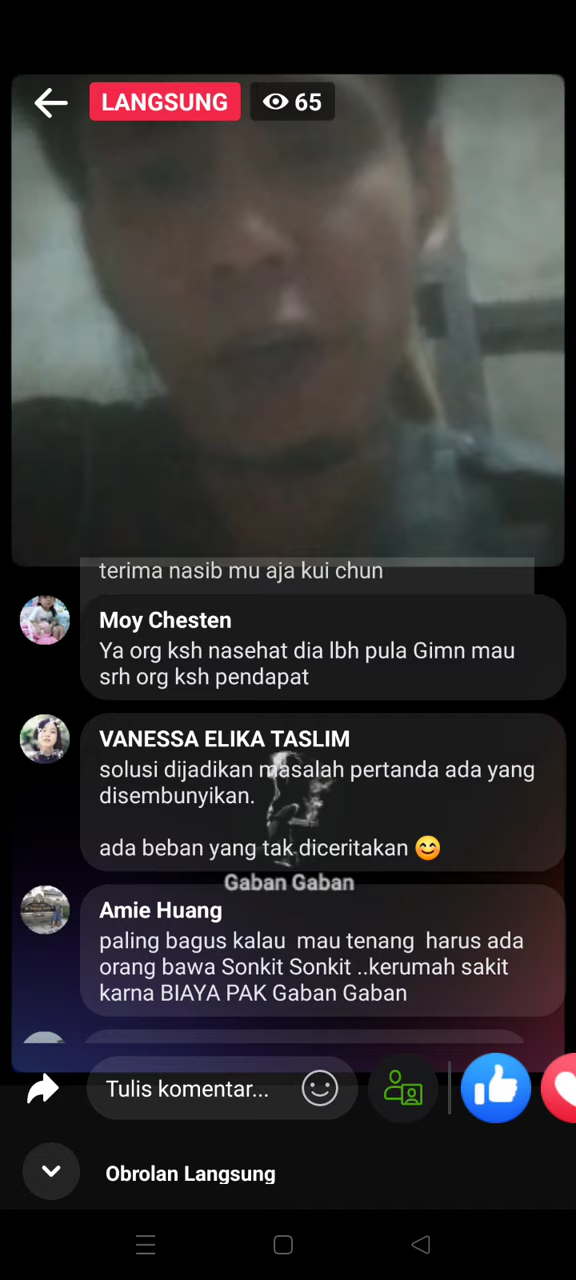 LANGSUNG
65
terima nasib mu aja kui chun
Moy Chesten
Ya org ksh nasehat dia lbh pula Gimn mau
srh org ksh pendapat
VANESSA ELIKA TASLIM
solusi dijadikan masalah pertanda ada yang
disembunyikan.
ada beban yang tak diceritakan 😊
Gaban Gaban
Amie Huang
paling bagus kalau mau tenang harus ada
orang bawa Sonkit Sonkit ..kerumah sakit
karna BIAYA PAK Gaban Gaban
Tulis komentar...
Obrolan Langsung